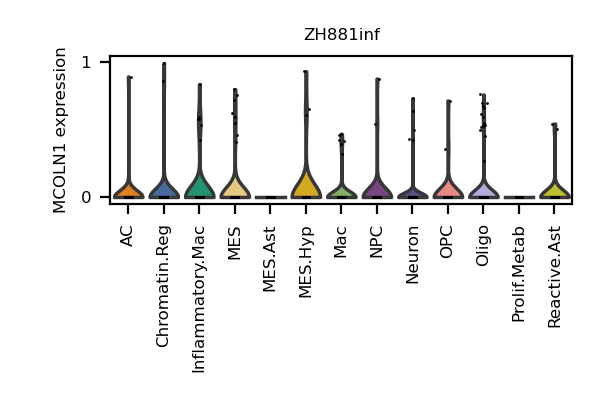 ZH881inf
MCOLN1 expression
1
0
AC
Chromatin.Reg
Inflammatory.Mac
MES
MES.Ast
MES.Hyp
Mac
NPC
Neuron
OPC
Oligo
Prolif.Metab
Reactive.Ast